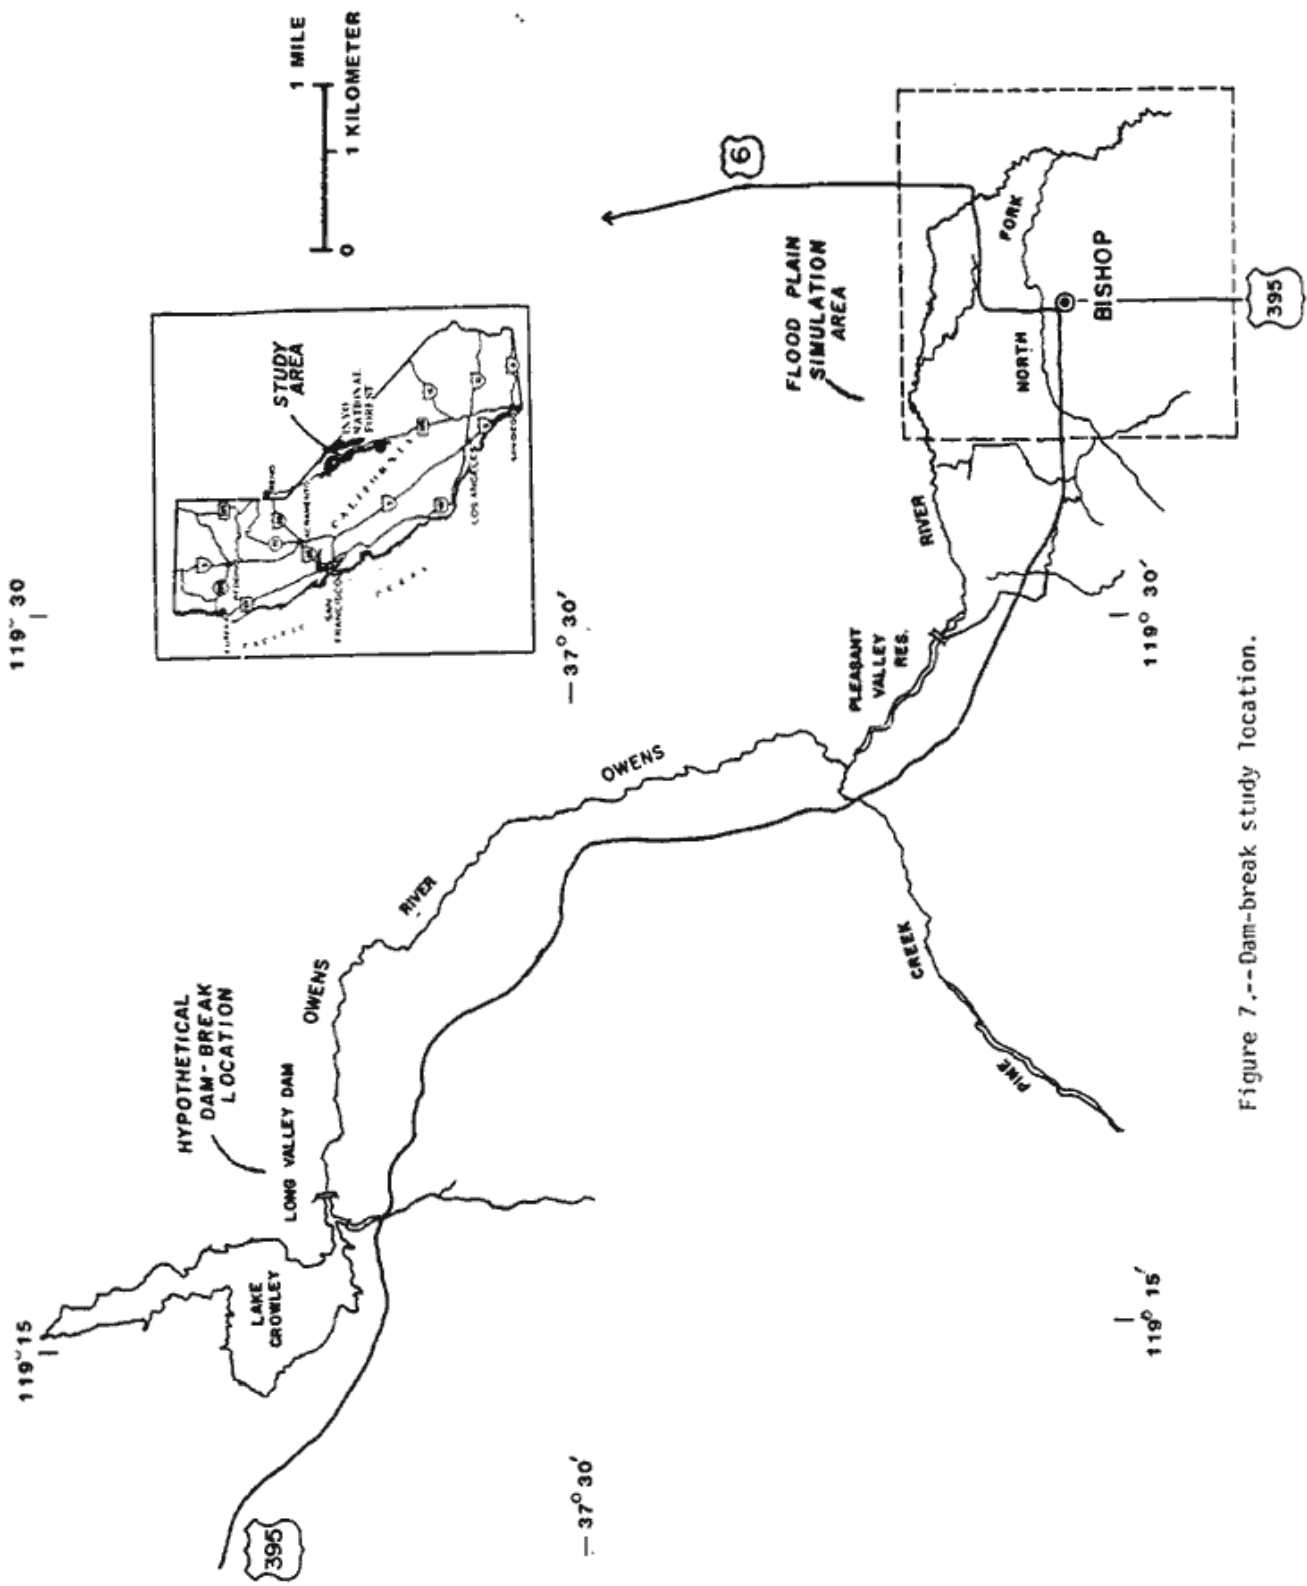 119° 15
119° 30
HYPOTHETICAL
DAM-BREAK
LOCATION
LONG VALLEY DAM
LAKE
CROWLEY
395
OWENS
RIVER
OWENS
STUDY
AREA
INYO
NATIONAL
FOREST
RENO
SACRAMENTO
CALIFORNIA
SAN
FRANCISCO
LOS ANGELES
PACIFIC
OCEAN
1 MILE
0
1 KILOMETER
37° 30'
37° 30'
6
FLOOD PLAIN
SIMULATION
AREA
PLEASANT
VALLEY
RES.
RIVER
NORTH
FORK
BISHOP
395
CREEK
PINE
119° 15'
119° 30'
Figure 7.--Dam-break study location.